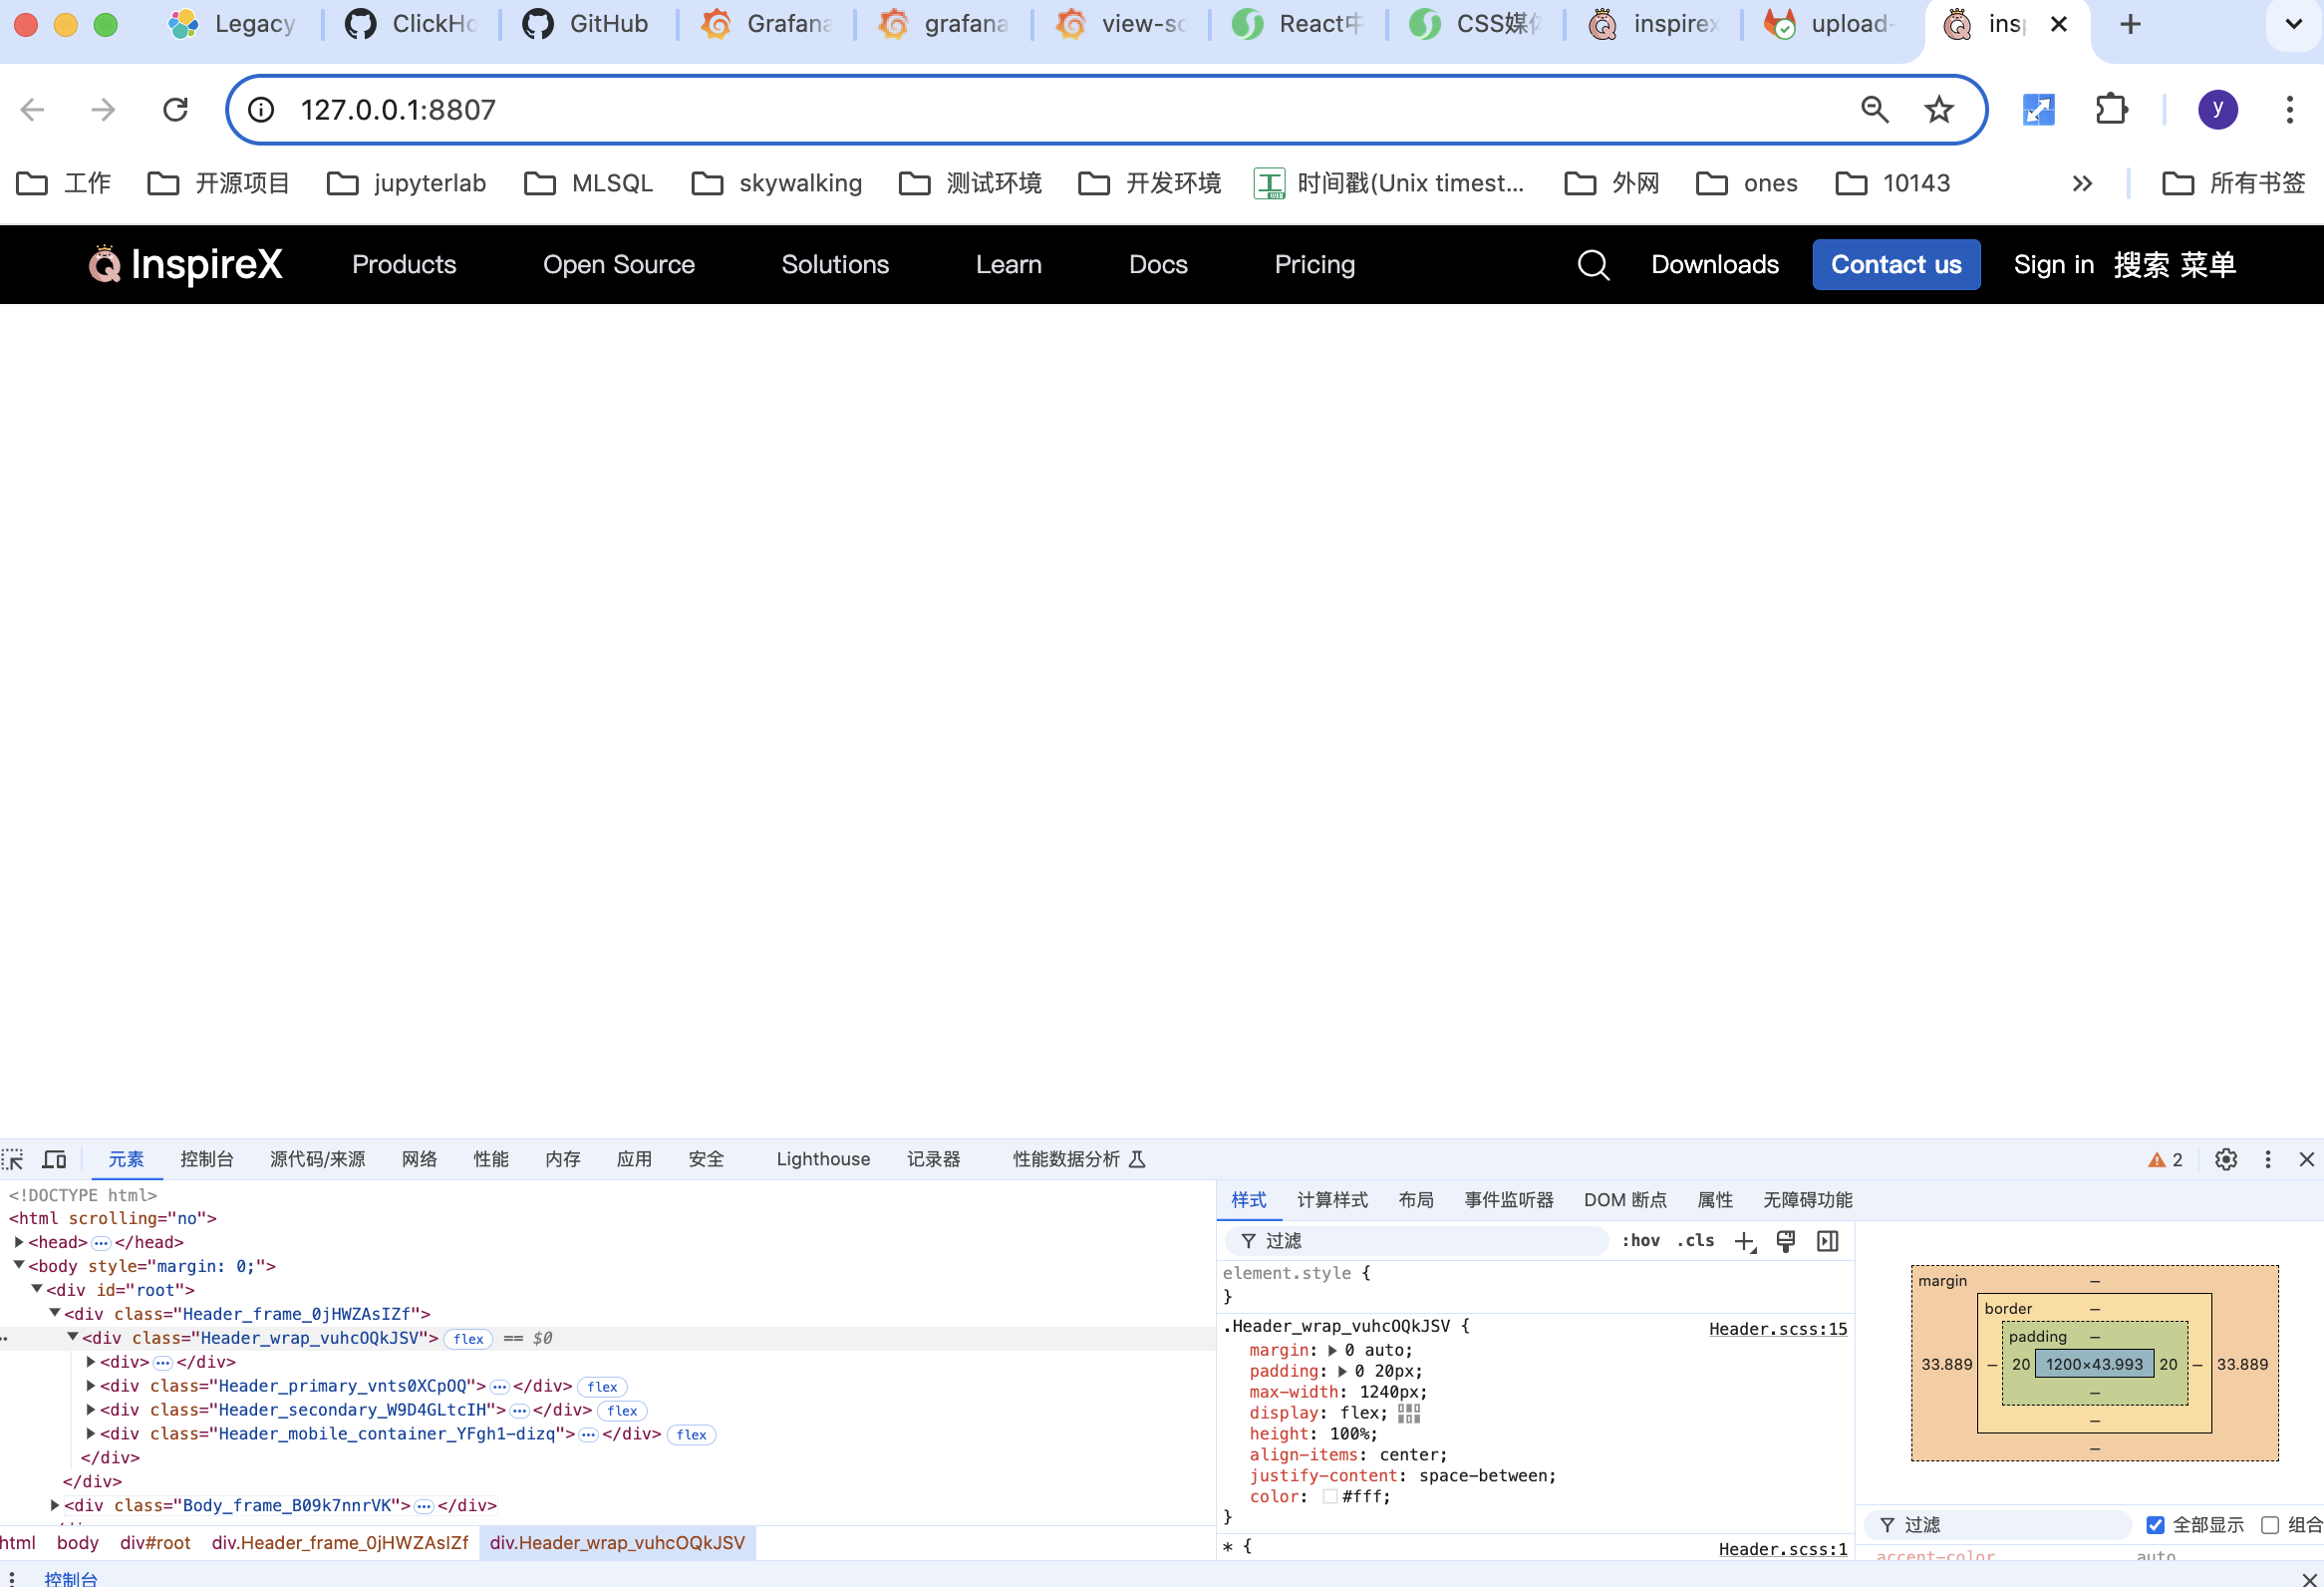 Legacy ClickHo GitHub Grafana grafana view-sc React中 CSS媒体 inspirex upload- insp
127.0.0.1:8807 y
工作 开源项目 jupyterlab MLSQL skywalking 测试环境 开发环境 时间戳(Unix timest... 外网 ones 10143 所有书签
InspireX Products Open Source Solutions Learn Docs Pricing Downloads Contact us Sign in 搜索 菜单
元素 控制台 源代码/来源 网络 性能 内存 应用 安全 Lighthouse 记录器 性能数据分析 2
<!DOCTYPE html>
<html scrolling="no">
<head> </head>
<body style="margin: 0;">
<div id="root">
<div class="Header_frame_0jHWZAsIZf">
<div class="Header_wrap_vuhcOQkJSV"> flex == $0
<div> </div>
<div class="Header_primary_vnts0XCpOQ"> </div> flex
<div class="Header_secondary_W9D4GLtcIH"> </div> flex
<div class="Header_mobile_container_YFgh1-dizq"> </div> flex
</div>
</div>
<div class="Body_frame_B09k7nnrVK"> </div>
html body div#root div.Header_frame_0jHWZAsIZf div.Header_wrap_vuhcOQkJSV
控制台
样式 计算样式 布局 事件监听器 DOM 断点 属性 无障碍功能
过滤 :hov .cls
element.style {
}
.Header_wrap_vuhcOQkJSV { Header.scss:15
margin: 0 auto;
padding: 0 20px;
max-width: 1240px;
display: flex;
height: 100%;
align-items: center;
justify-content: space-between;
color: #fff;
}
* { Header.scss:1
margin –
border –
padding –
33.889 – 20 1200×43.993 20 – 33.889
–
–
–
过滤 全部显示 组合
accent-color auto